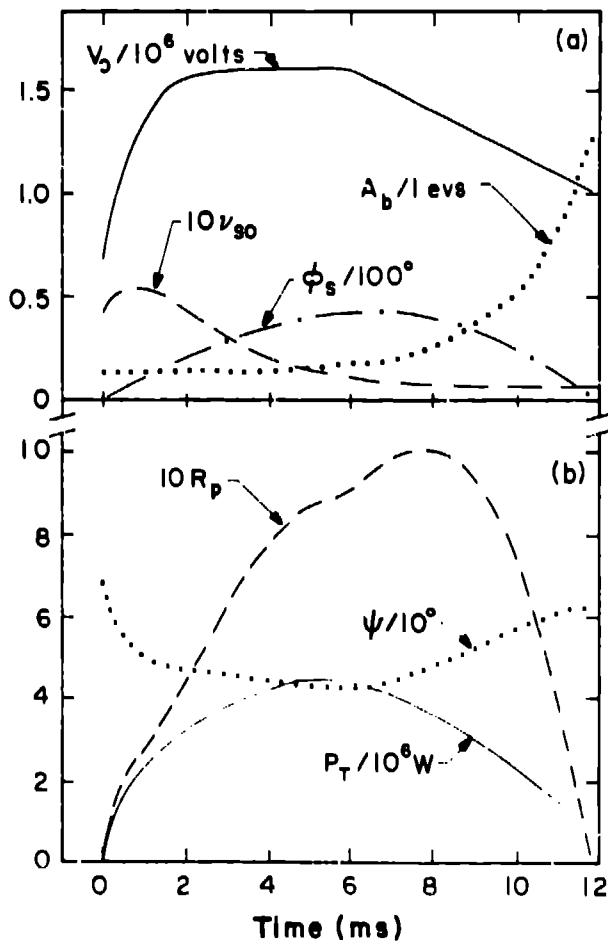 (a)
V₀/10⁶ volts
1.5
A_b/1 evs
1.0
10ν_so
ϕ_s/100°
0.5
0
10
(b)
10R_p
8
6
ψ/10°
4
P_T/10⁶W
2
0
0 2 4 6 8 10 12
Time (ms)